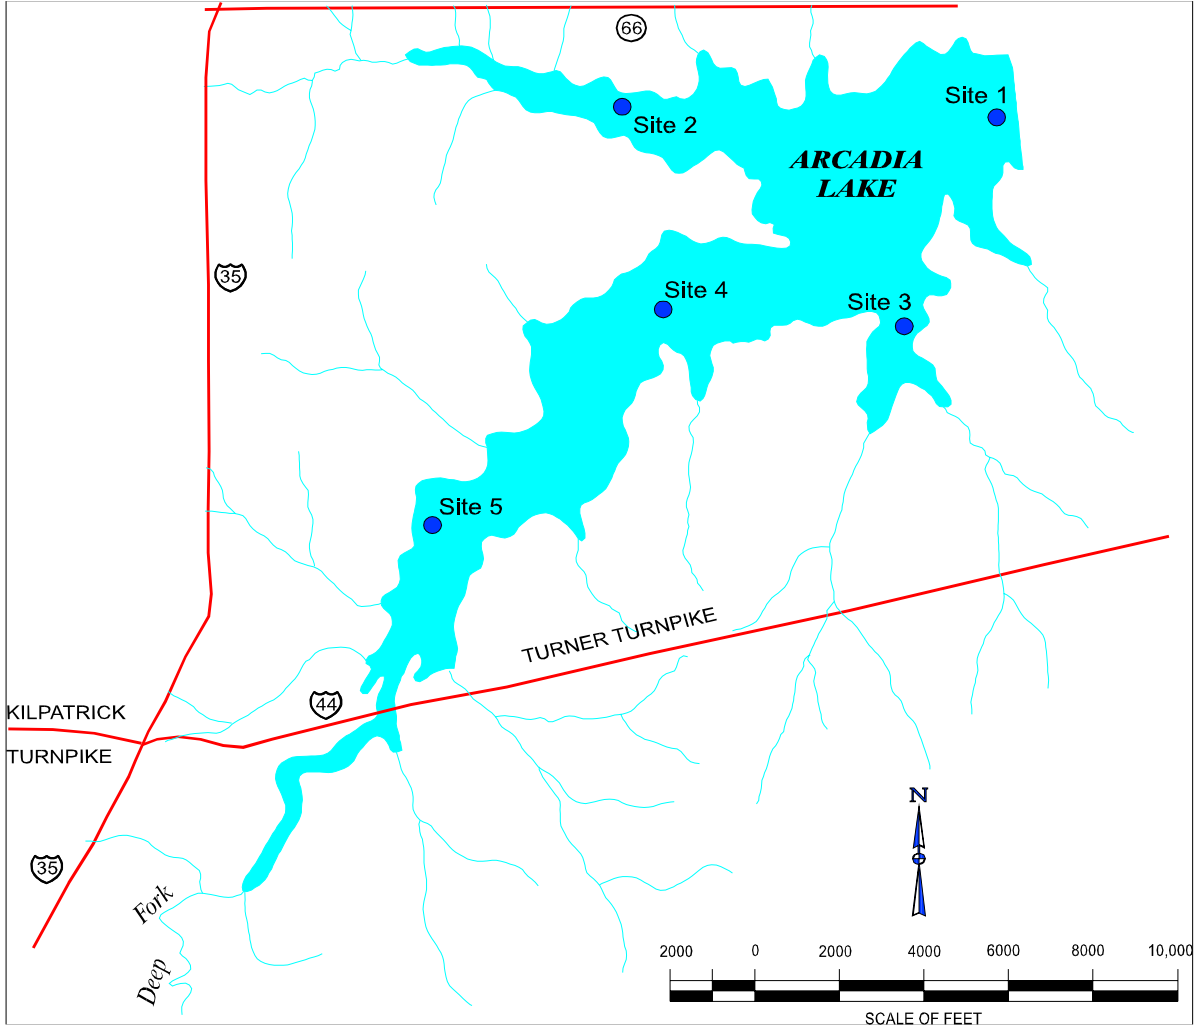 66
Site 1
Site 2
ARCADIA
LAKE
35
Site 4
Site 3
Site 5
TURNER TURNPIKE
44
KILPATRICK
TURNPIKE
N
35
Fork
Deep
2000 0 2000 4000 6000 8000 10,000
SCALE OF FEET